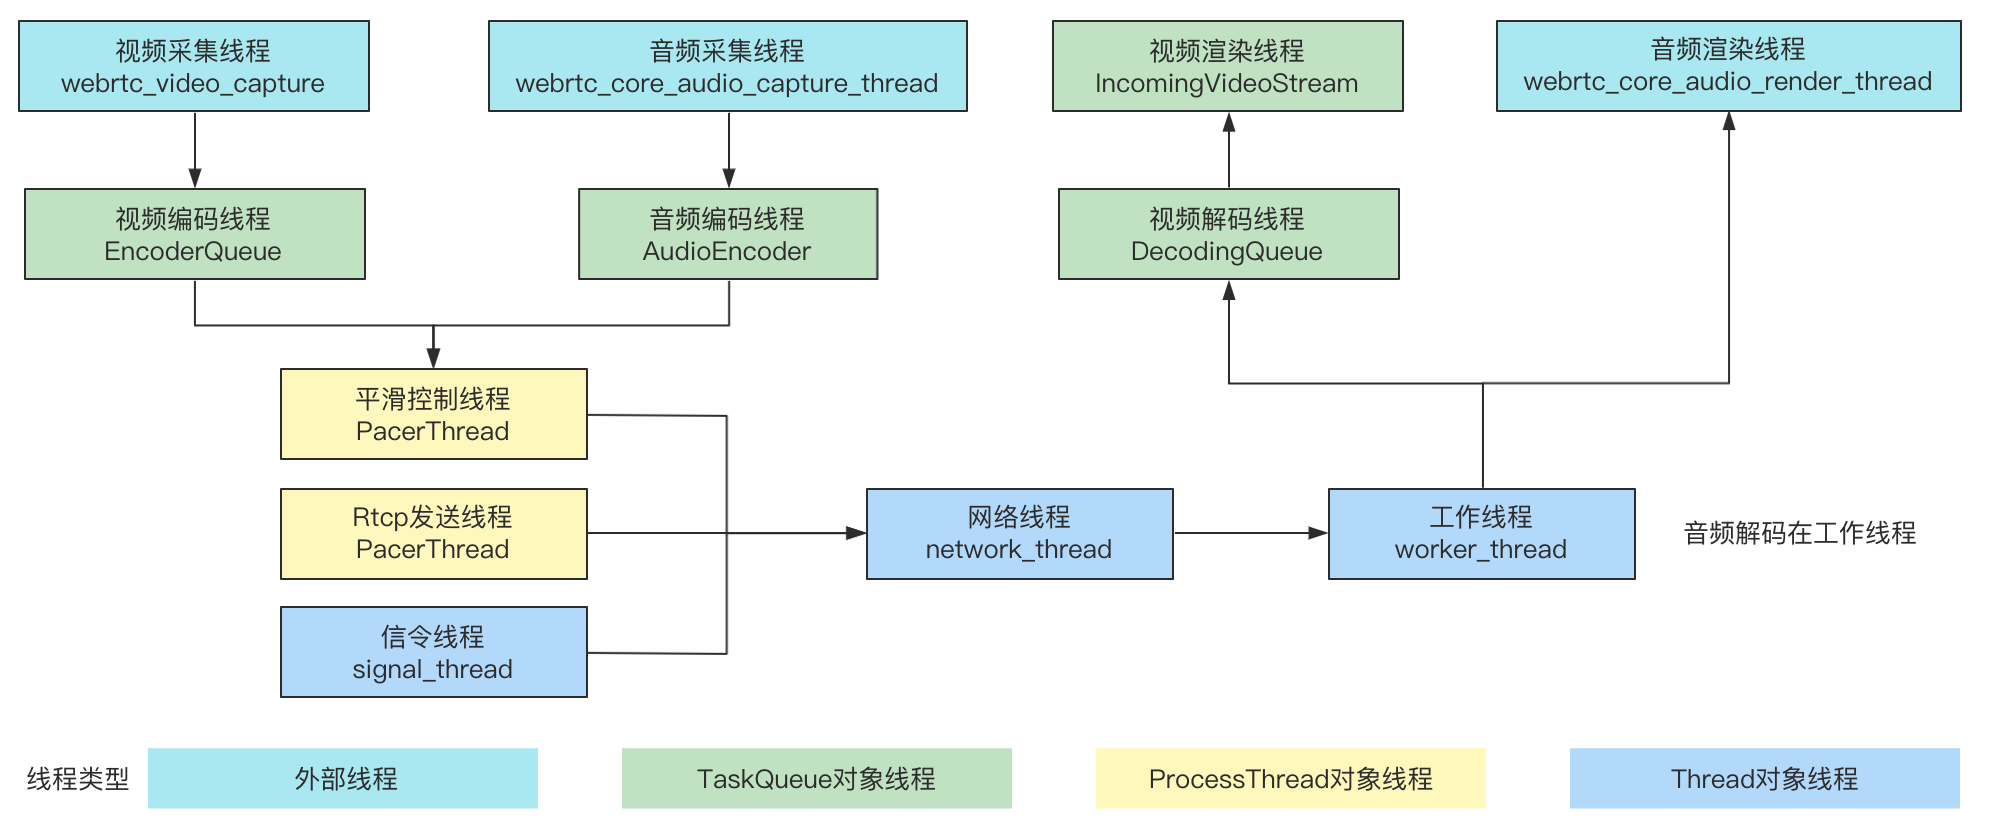 视频采集线程
webrtc_video_capture
音频采集线程
webrtc_core_audio_capture_thread
视频渲染线程
IncomingVideoStream
音频渲染线程
webrtc_core_audio_render_thread
视频编码线程
EncoderQueue
音频编码线程
AudioEncoder
视频解码线程
DecodingQueue
平滑控制线程
PacerThread
Rtcp发送线程
PacerThread
网络线程
network_thread
工作线程
worker_thread
音频解码在工作线程
信令线程
signal_thread
线程类型
外部线程
TaskQueue对象线程
ProcessThread对象线程
Thread对象线程